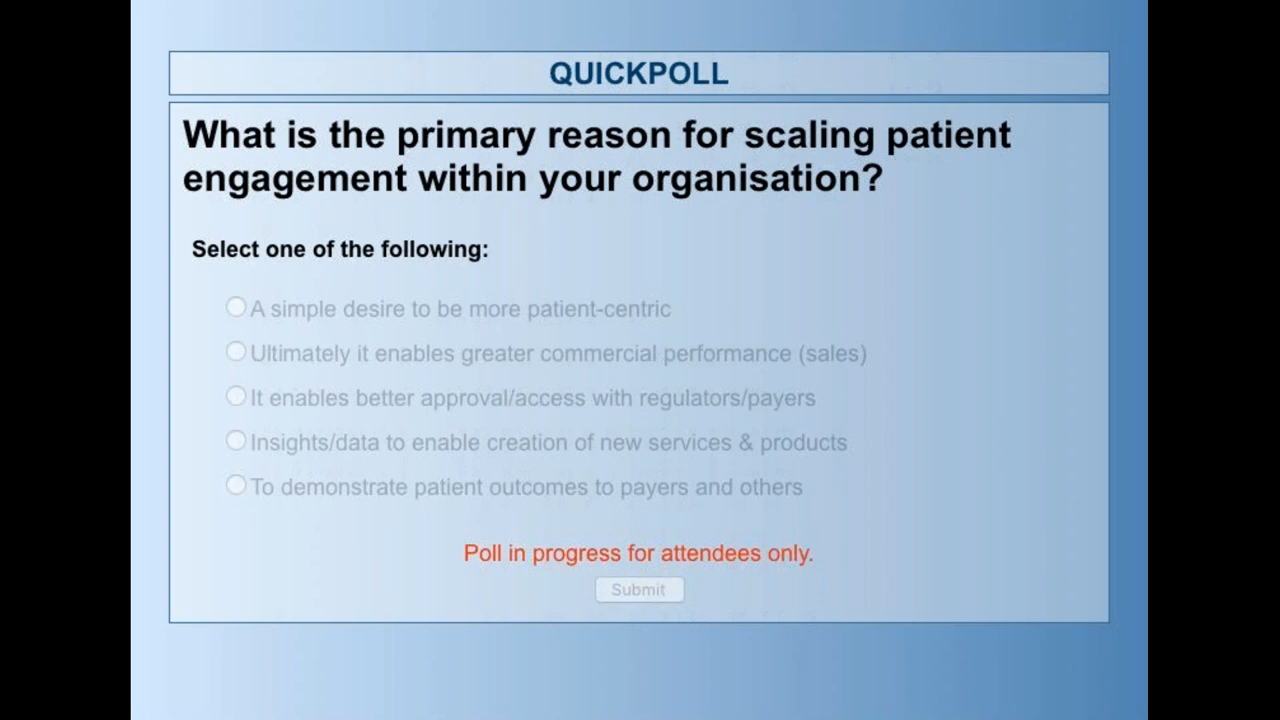 QUICKPOLL
What is the primary reason for scaling patient
engagement within your organisation?
Select one of the following:
A simple desire to be more patient-centric
Ultimately it enables greater commercial performance (sales)
It enables better approval/access with regulators/payers
Insights/data to enable creation of new services & products
To demonstrate patient outcomes to payers and others
Poll in progress for attendees only.
Submit